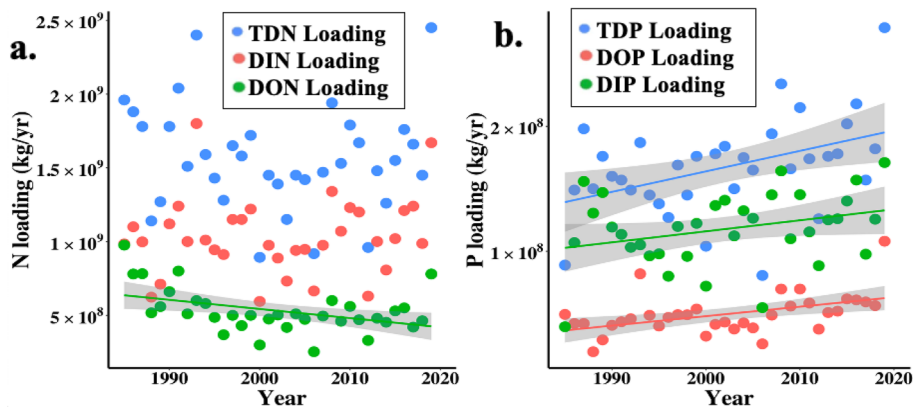 a.
TDN Loading
DIN Loading
DON Loading
N loading (kg/yr)
2.5 x 10⁹
2 x 10⁹
1.5 x 10⁹
1 x 10⁹
5 x 10⁸
1990
2000
2010
2020
Year
b.
TDP Loading
DOP Loading
DIP Loading
P loading (kg/yr)
2 x 10⁸
1 x 10⁸
1990
2000
2010
2020
Year